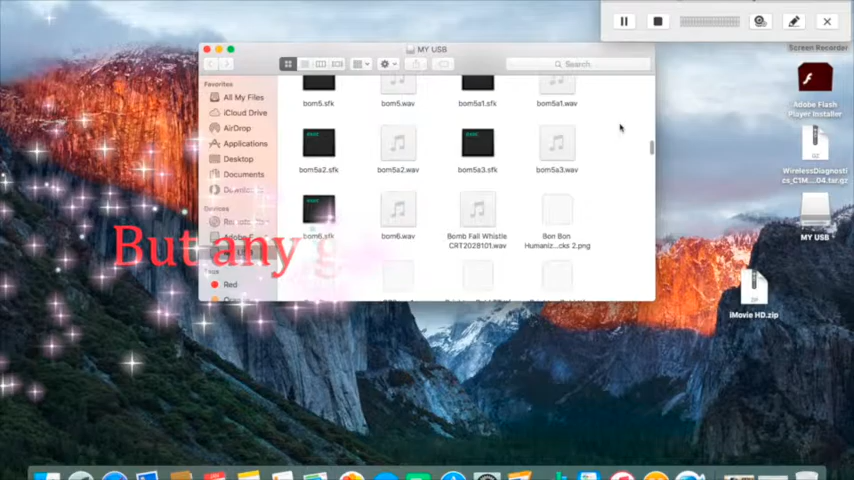 MY USB
Search
Screen Recorder
Favorites
All My Files
iCloud Drive
AirDrop
Applications
Desktop
Documents
Devices
Red
bom5.sfk
bom5.wav
bom5a1.sfk
bom5a1.wav
bom5a2.sfk
bom5a2.wav
bom5a3.sfk
bom5a3.wav
bom6.sfk
bom6.wav
Bomb Fall Whistle
CRT2028101.wav
Bon Bon
Humaniz...cks 2.png
But any g
Adobe Flash
Player Installer
WirelessDiagnosti
cs_C1M....04.tar.gz
MY USB
iMovie HD.zip